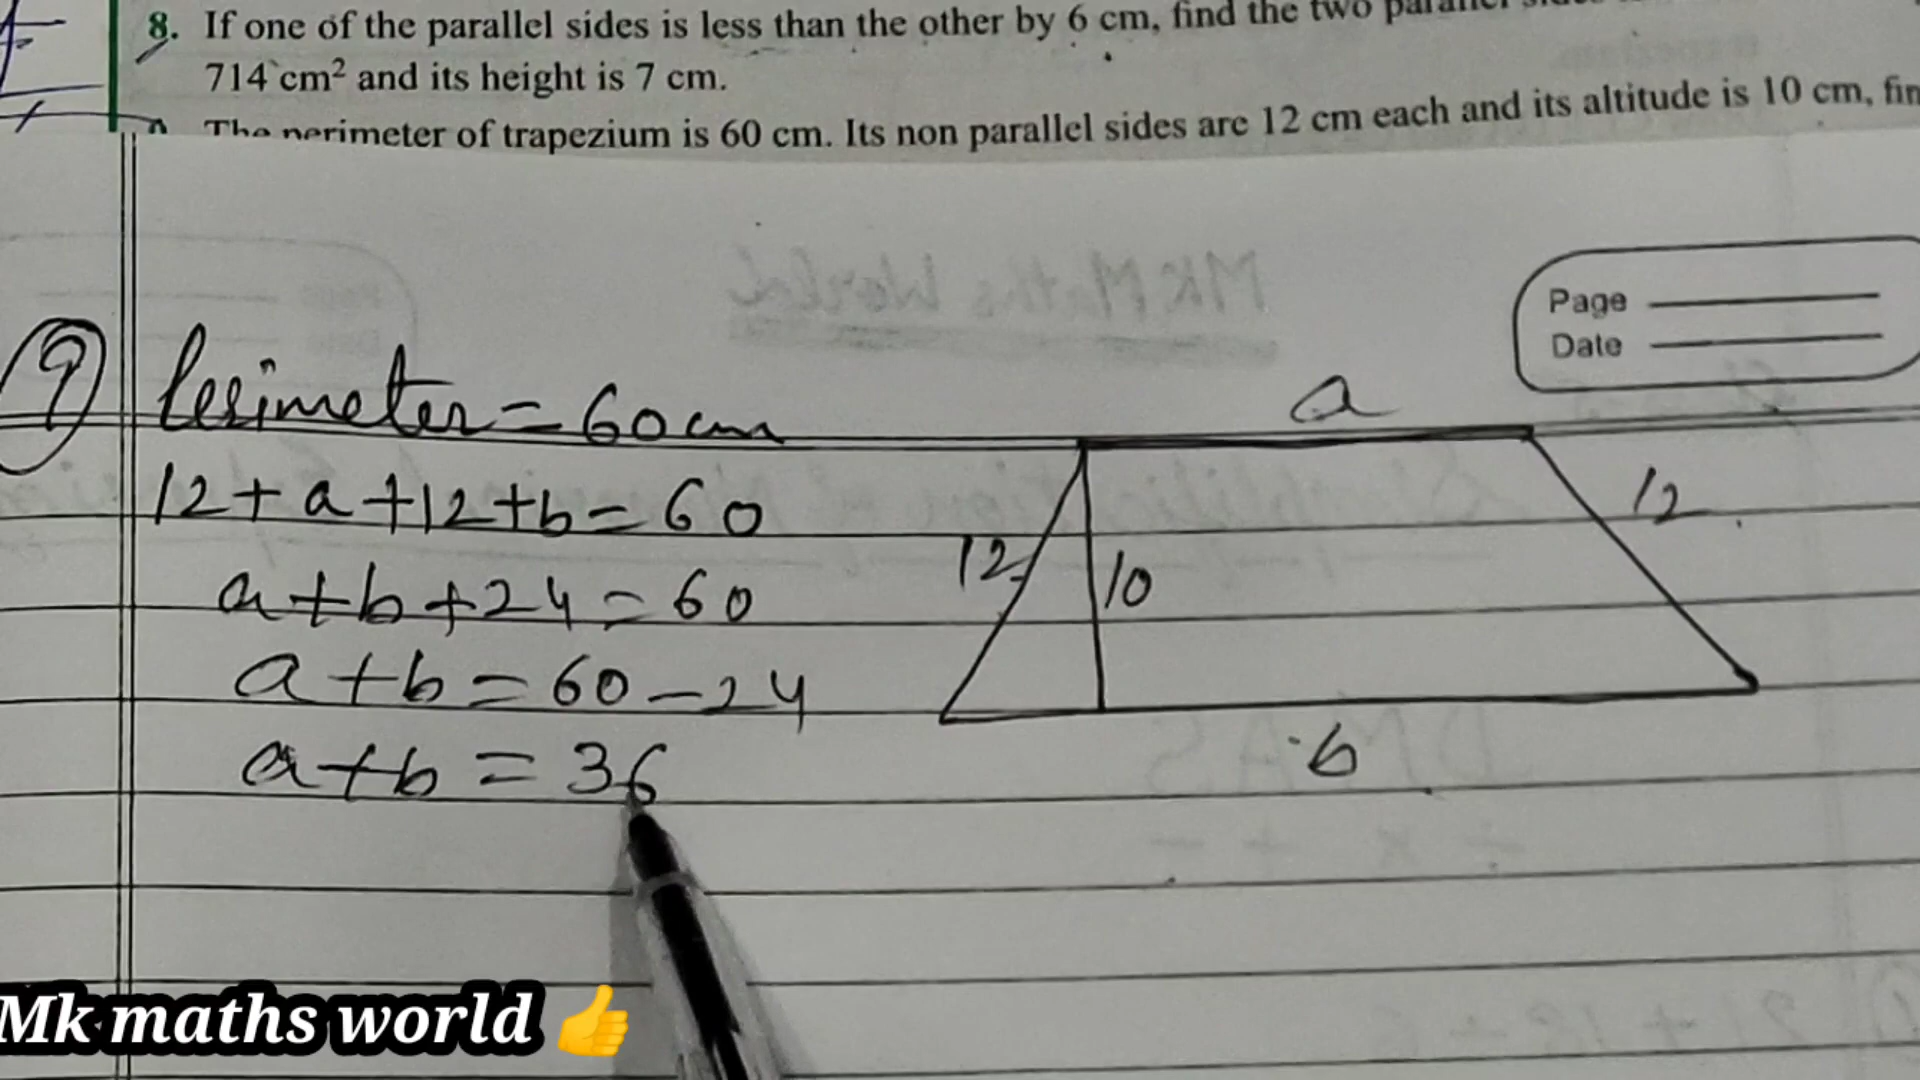 8. If one of the parallel sides is less than the other by 6 cm, find the two parallel
714 cm² and its height is 7 cm.
The perimeter of trapezium is 60 cm. Its non parallel sides are 12 cm each and its altitude is 10 cm, fin
Page
Date
9 Perimeter = 60cm
12+a+12+b=60
a+b+24=60
a+b=60-24
a+b=36
a
12
12
10
b
Mk maths world 👍